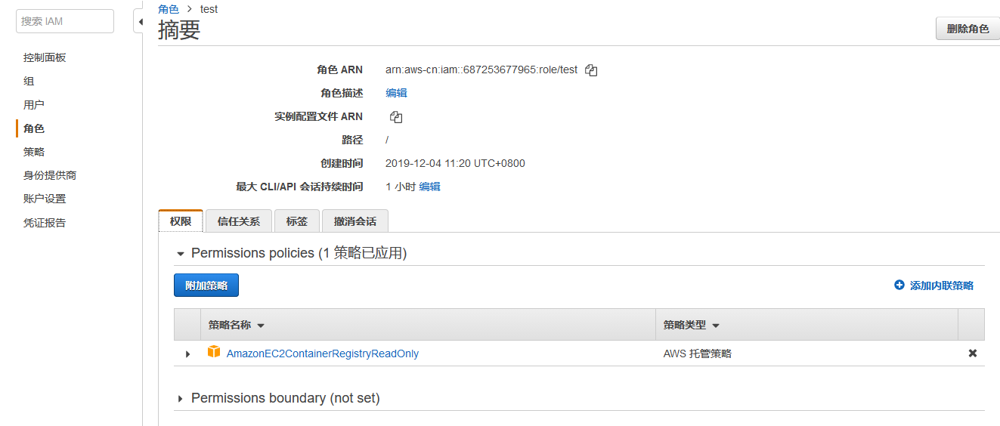 搜索 IAM
控制面板
组
用户
角色
策略
身份提供商
账户设置
凭证报告
角色 > test
摘要
删除角色
角色 ARN arn:aws-cn:iam::687253677965:role/test
角色描述 编辑
实例配置文件 ARN
路径 /
创建时间 2019-12-04 11:20 UTC+0800
最大 CLI/API 会话持续时间 1 小时 编辑
权限 信任关系 标签 撤消会话
Permissions policies (1 策略已应用)
附加策略 添加内联策略
策略名称 策略类型
AmazonEC2ContainerRegistryReadOnly AWS 托管策略
Permissions boundary (not set)